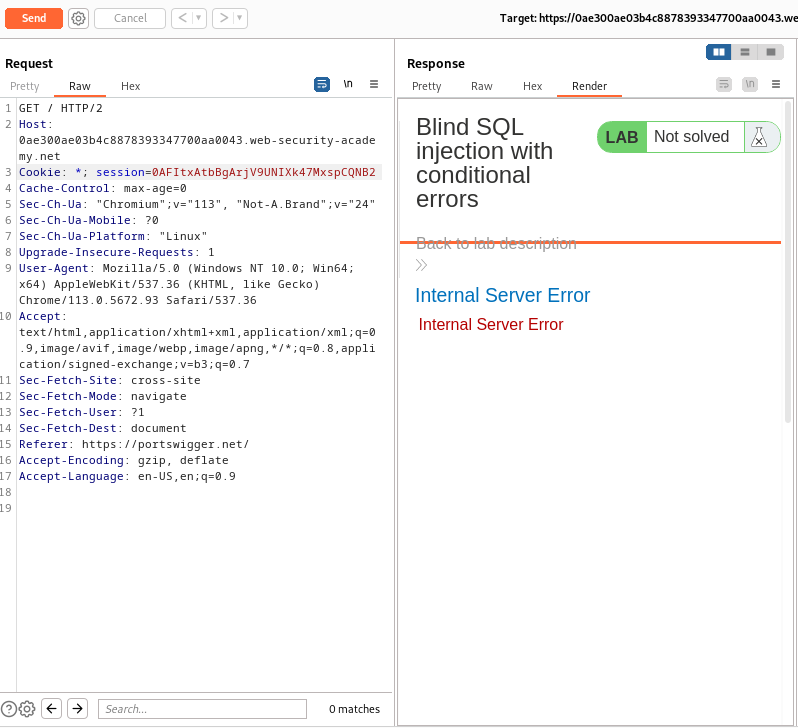 Send
Cancel
Target: https://0ae300ae03b4c8878393347700aa0043.we
Request
Pretty Raw Hex
\n
1 GET / HTTP/2
2 Host:
0ae300ae03b4c8878393347700aa0043.web-security-acade
my.net
3 Cookie: *; session=0AFItxAtbBgArjV9UNIXk47MxspCQNB2
4 Cache-Control: max-age=0
5 Sec-Ch-Ua: "Chromium";v="113", "Not-A.Brand";v="24"
6 Sec-Ch-Ua-Mobile: ?0
7 Sec-Ch-Ua-Platform: "Linux"
8 Upgrade-Insecure-Requests: 1
9 User-Agent: Mozilla/5.0 (Windows NT 10.0; Win64;
x64) AppleWebKit/537.36 (KHTML, like Gecko)
Chrome/113.0.5672.93 Safari/537.36
10 Accept:
text/html,application/xhtml+xml,application/xml;q=0
.9,image/avif,image/webp,image/apng,*/*;q=0.8,appli
cation/signed-exchange;v=b3;q=0.7
11 Sec-Fetch-Site: cross-site
12 Sec-Fetch-Mode: navigate
13 Sec-Fetch-User: ?1
14 Sec-Fetch-Dest: document
15 Referer: https://portswigger.net/
16 Accept-Encoding: gzip, deflate
17 Accept-Language: en-US,en;q=0.9
18
19
Search...
0 matches
Response
Pretty Raw Hex Render
\n
Blind SQL
injection with
conditional
errors
LAB Not solved
Back to lab description
Internal Server Error
Internal Server Error